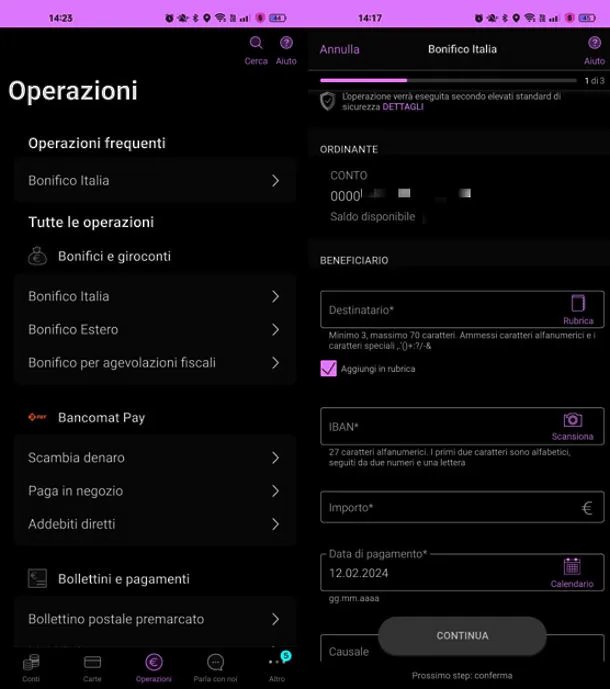 14:23
44
Cerca
Aiuto
Operazioni
Operazioni frequenti
Bonifico Italia
Tutte le operazioni
Bonifici e giroconti
Bonifico Italia
Bonifico Estero
Bonifico per agevolazioni fiscali
Bancomat Pay
Scambia denaro
Paga in negozio
Addebiti diretti
Bollettini e pagamenti
Bollettino postale premarcato
Conti
Carte
Operazioni
Parla con noi
5
Altro
14:17
45
Annulla
Bonifico Italia
Aiuto
1 di 3
L'operazione verrà eseguita secondo elevati standard di
sicurezza DETTAGLI
ORDINANTE
CONTO
0000
Saldo disponibile
BENEFICIARIO
Destinatario*
Rubrica
Minimo 3, massimo 70 caratteri. Ammessi caratteri alfanumerici e i
caratteri speciali ,.'()+:?/-&
Aggiungi in rubrica
IBAN*
Scansiona
27 caratteri alfanumerici. I primi due caratteri sono alfabetici,
seguiti da due numeri e una lettera
Importo*
€
Data di pagamento*
12.02.2024
Calendario
gg.mm.aaaa
Causale
CONTINUA
Prossimo step: conferma